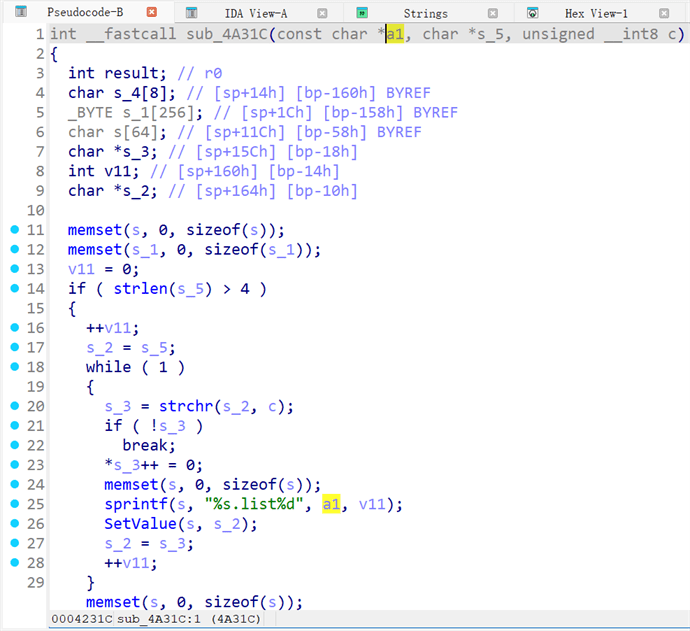 Pseudocode-B IDA View-A Strings Hex View-1
1 int __fastcall sub_4A31C(const char *a1, char *s_5, unsigned __int8 c)
2 {
3 int result; // r0
4 char s_4[8]; // [sp+14h] [bp-160h] BYREF
5 _BYTE s_1[256]; // [sp+1Ch] [bp-158h] BYREF
6 char s[64]; // [sp+11Ch] [bp-58h] BYREF
7 char *s_3; // [sp+15Ch] [bp-18h]
8 int v11; // [sp+160h] [bp-14h]
9 char *s_2; // [sp+164h] [bp-10h]
10
11 memset(s, 0, sizeof(s));
12 memset(s_1, 0, sizeof(s_1));
13 v11 = 0;
14 if ( strlen(s_5) > 4 )
15 {
16 ++v11;
17 s_2 = s_5;
18 while ( 1 )
19 {
20 s_3 = strchr(s_2, c);
21 if ( !s_3 )
22 break;
23 *s_3++ = 0;
24 memset(s, 0, sizeof(s));
25 sprintf(s, "%s.list%d", a1, v11);
26 SetValue(s, s_2);
27 s_2 = s_3;
28 ++v11;
29 }
memset(s, 0, sizeof(s));
0004231C sub_4A31C:1 (4A31C)